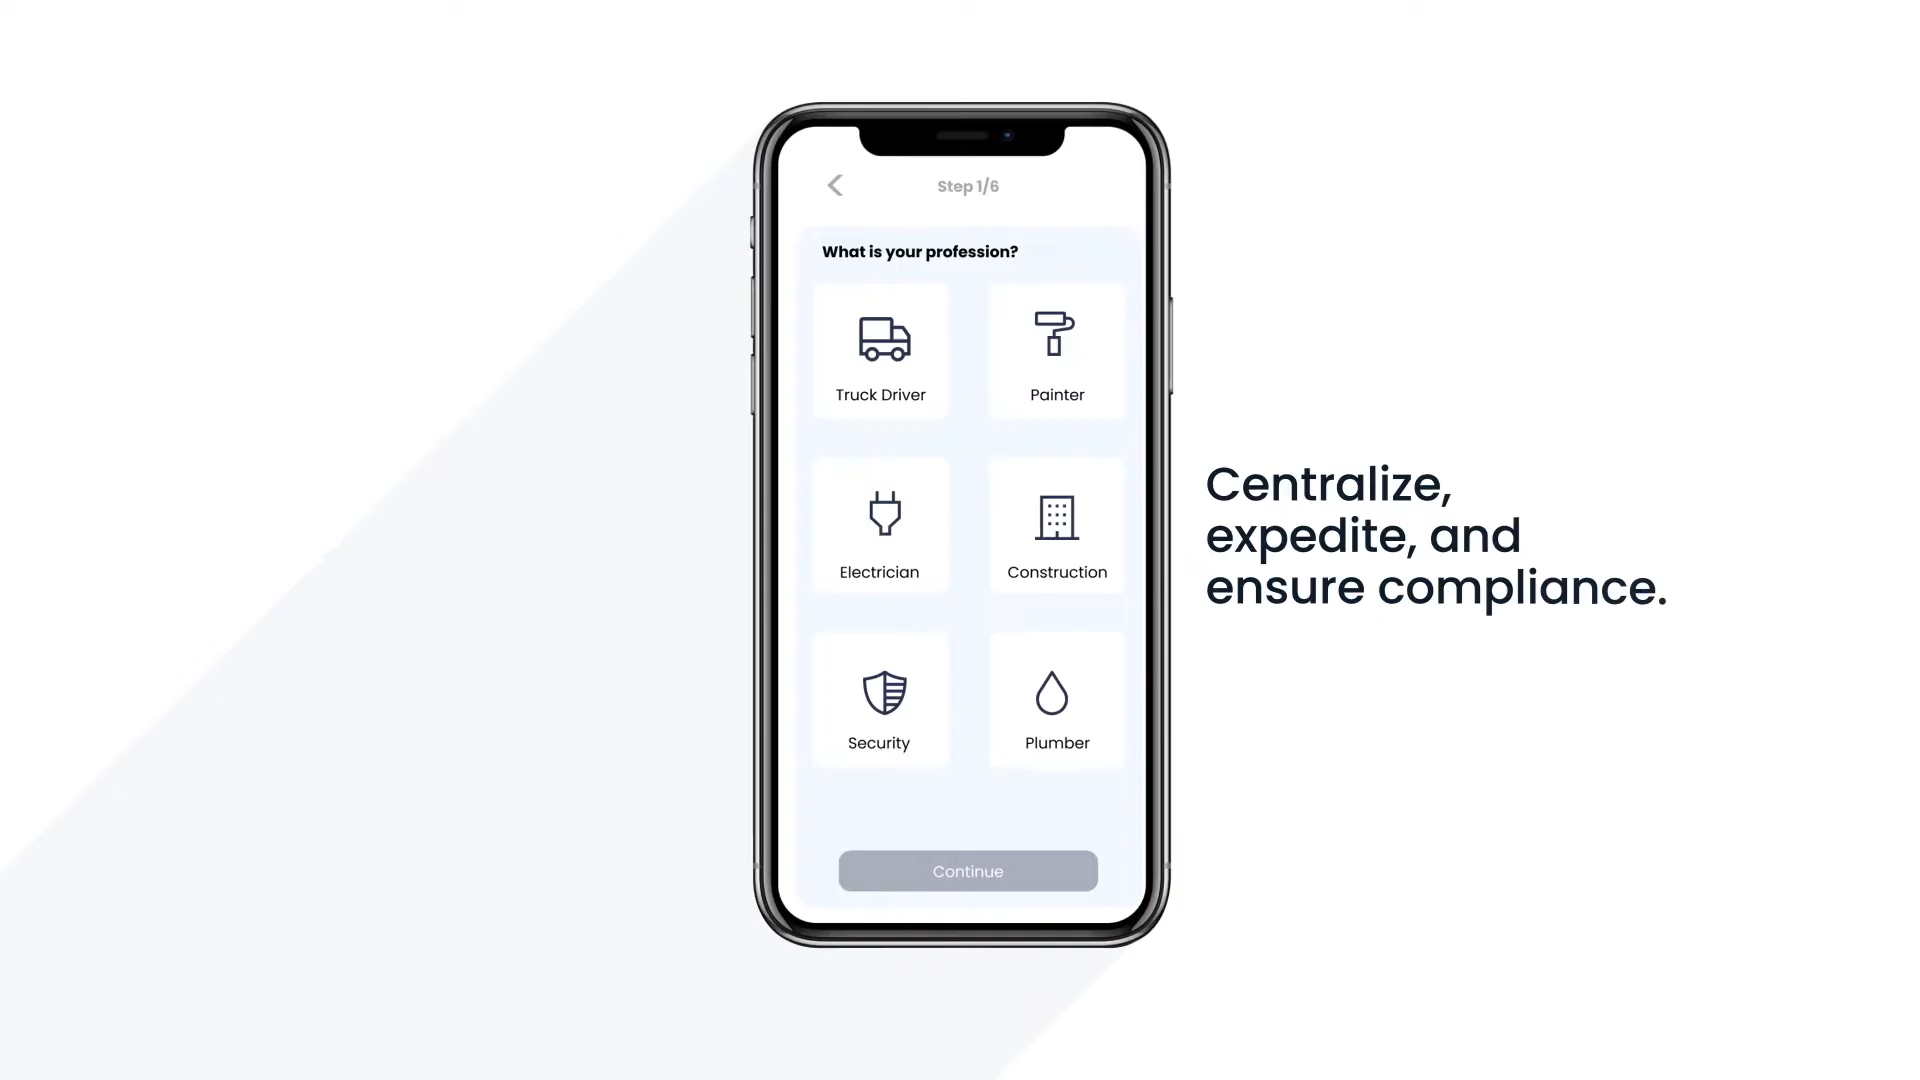 Step 1/6
What is your profession?
Truck Driver
Painter
Electrician
Construction
Security
Plumber
Continue
Centralize,
expedite, and
ensure compliance.